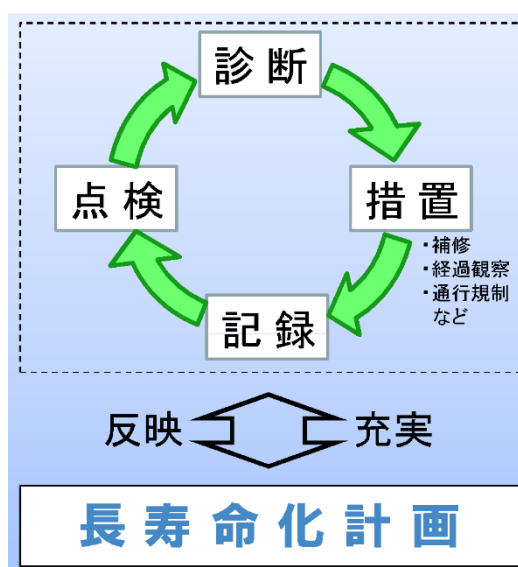 診断
点検
措置
・補修
・経過観察
・通行規制
など
記録
反映
充実
長寿命化計画